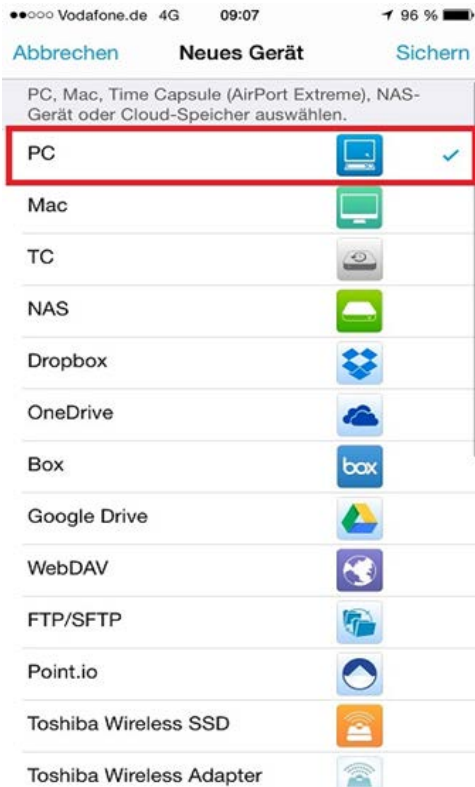 Vodafone.de 4G 09:07 96 %
Abbrechen Neues Gerät Sichern
PC, Mac, Time Capsule (AirPort Extreme), NAS-
Gerät oder Cloud-Speicher auswählen.
PC
Mac
TC
NAS
Dropbox
OneDrive
Box box
Google Drive
WebDAV
FTP/SFTP
Point.io
Toshiba Wireless SSD
Toshiba Wireless Adapter